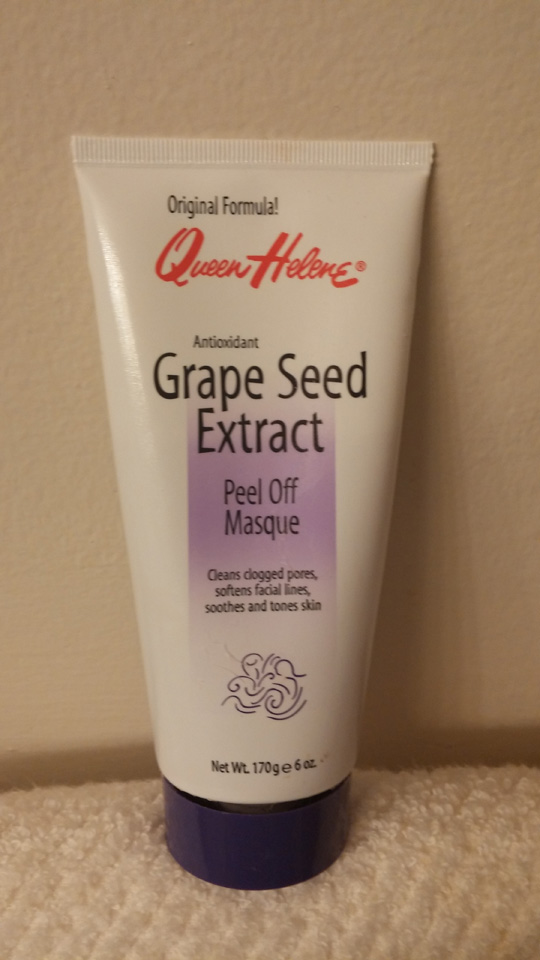 Original Formula!
Queen Helene®
Antioxidant
Grape Seed
Extract
Peel Off
Masque
Cleans clogged pores,
softens facial lines,
soothes and tones skin
Net Wt. 170g e 6 oz.